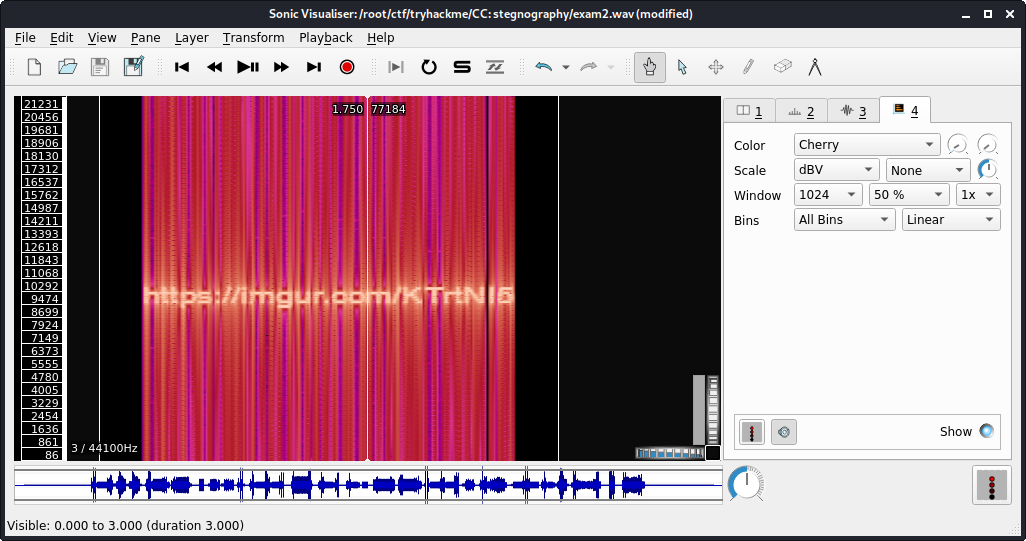 Sonic Visualiser: /root/ctf/tryhackme/CC: stegnography/exam2.wav (modified)
File Edit View Pane Layer Transform Playback Help
21231
20456
19681
18906
18130
17312
16537
15762
14987
14211
13393
12618
11843
11068
10292
9474
8699
7924
7149
6373
5555
4780
4005
3229
2454
1636
861
86
1.750 77184
https://imgur.com/KTrtNI5
3 / 44100Hz
1 2 3 4
Color Cherry
Scale dBV None
Window 1024 50 % 1x
Bins All Bins Linear
Show
Visible: 0.000 to 3.000 (duration 3.000)